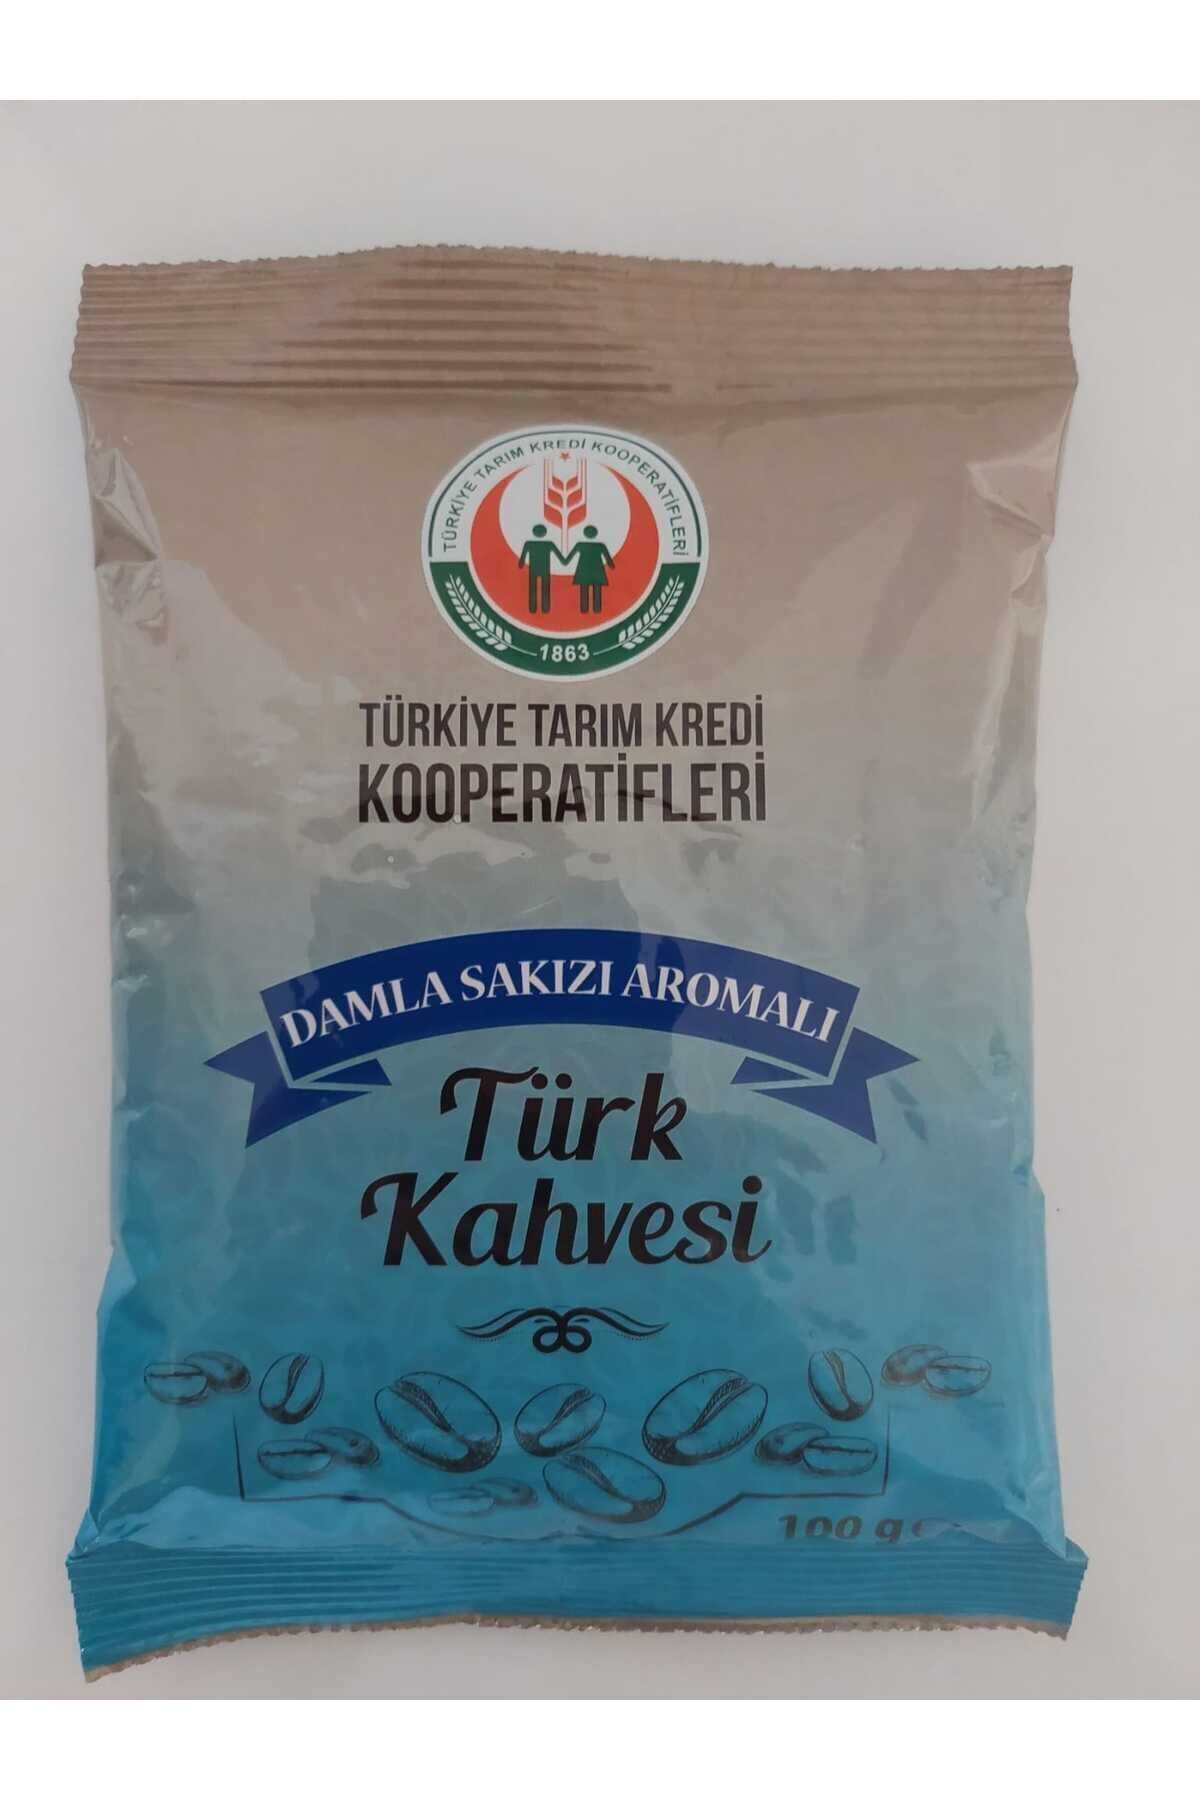 TÜRKİYE TARIM KREDİ KOOPERATİFLERİ
1863
TÜRKİYE TARIM KREDİ
KOOPERATİFLERİ
DAMLA SAKIZI AROMALI
Türk
Kahvesi
100 g